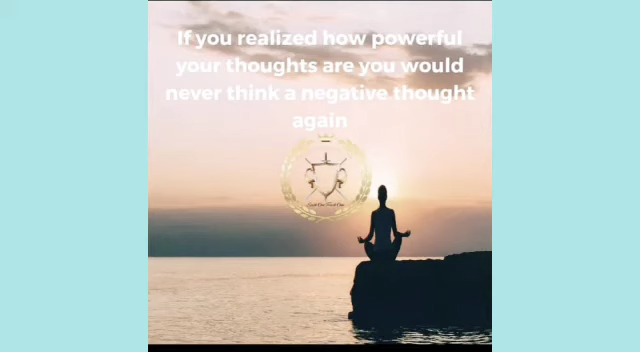 If you realized how powerful
your thoughts are you would
never think a negative thought
again